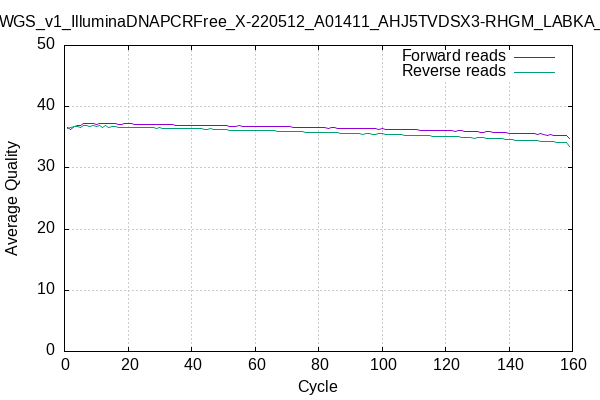 WGS_v1_IlluminaDNAPCRFree_X-220512_A01411_AHJ5TVDSX3-RHGM_LABKA_
Forward reads
Reverse reads
50
40
30
20
10
0
Average Quality
0 20 40 60 80 100 120 140 160
Cycle